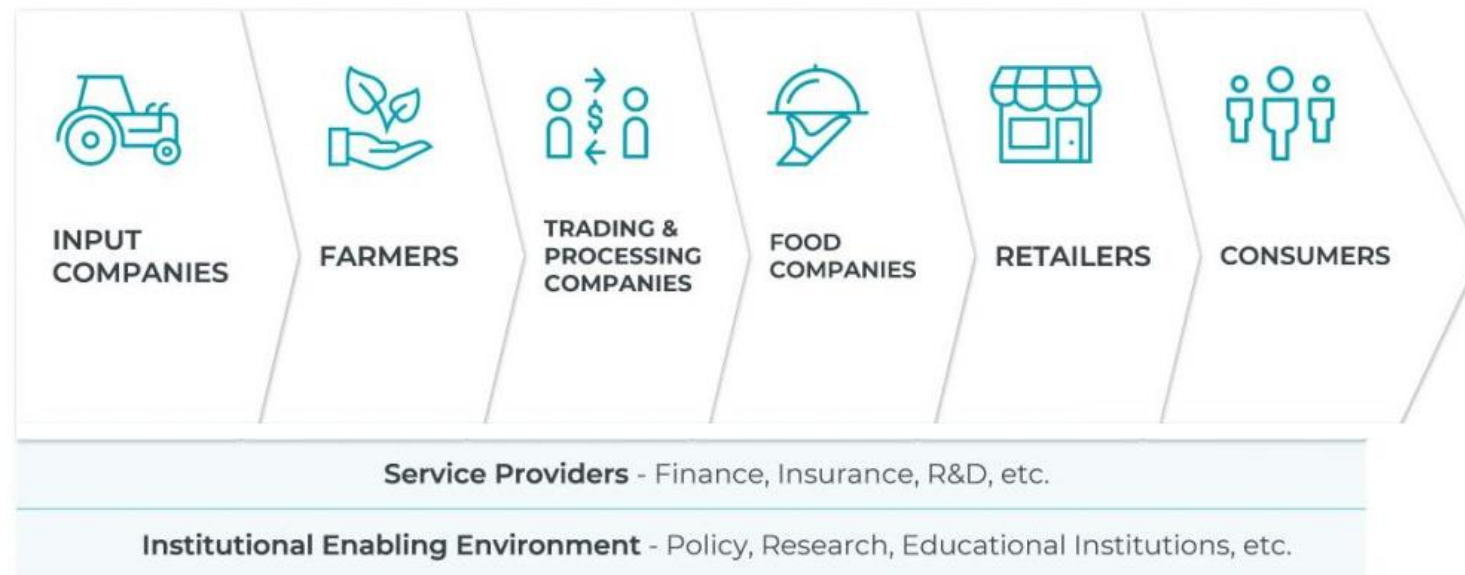 INPUT
COMPANIES
FARMERS
$
TRADING &
PROCESSING
COMPANIES
FOOD
COMPANIES
RETAILERS
CONSUMERS
Service Providers - Finance, Insurance, R&D, etc.
Institutional Enabling Environment - Policy, Research, Educational Institutions, etc.